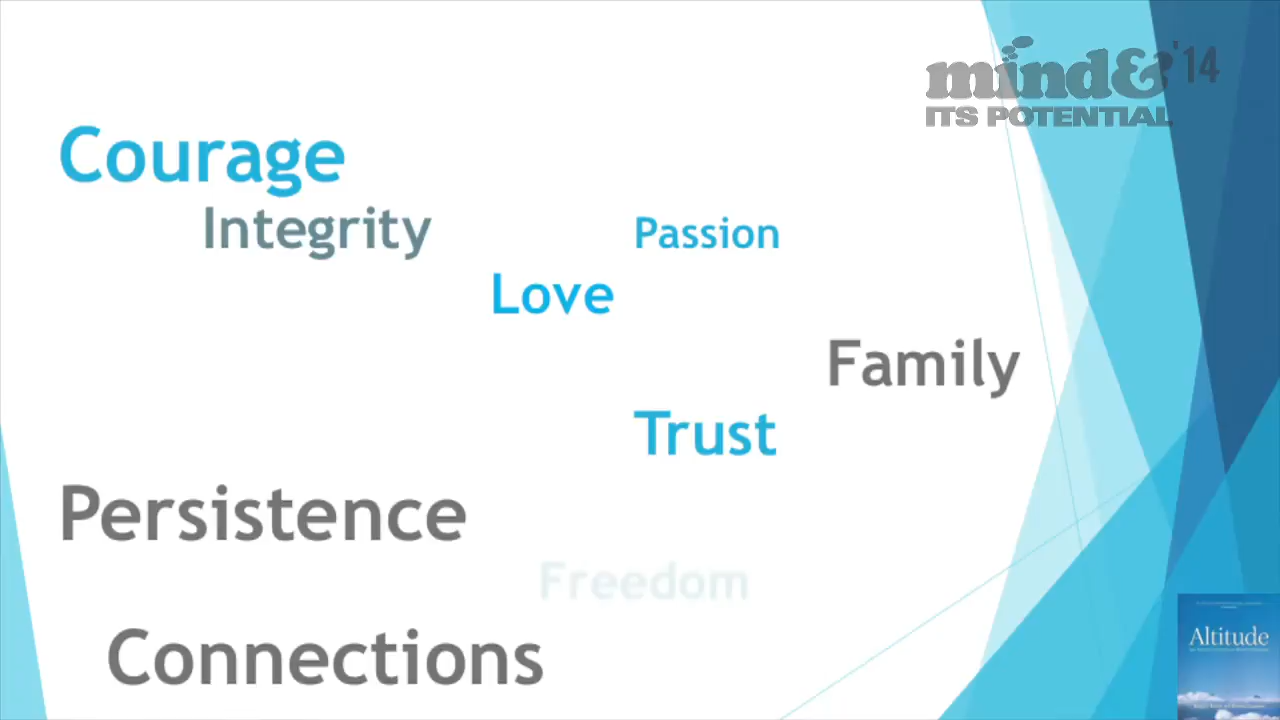 mind&'14
ITS POTENTIAL
Courage
Integrity
Passion
Love
Family
Trust
Persistence
Freedom
Connections
Altitude